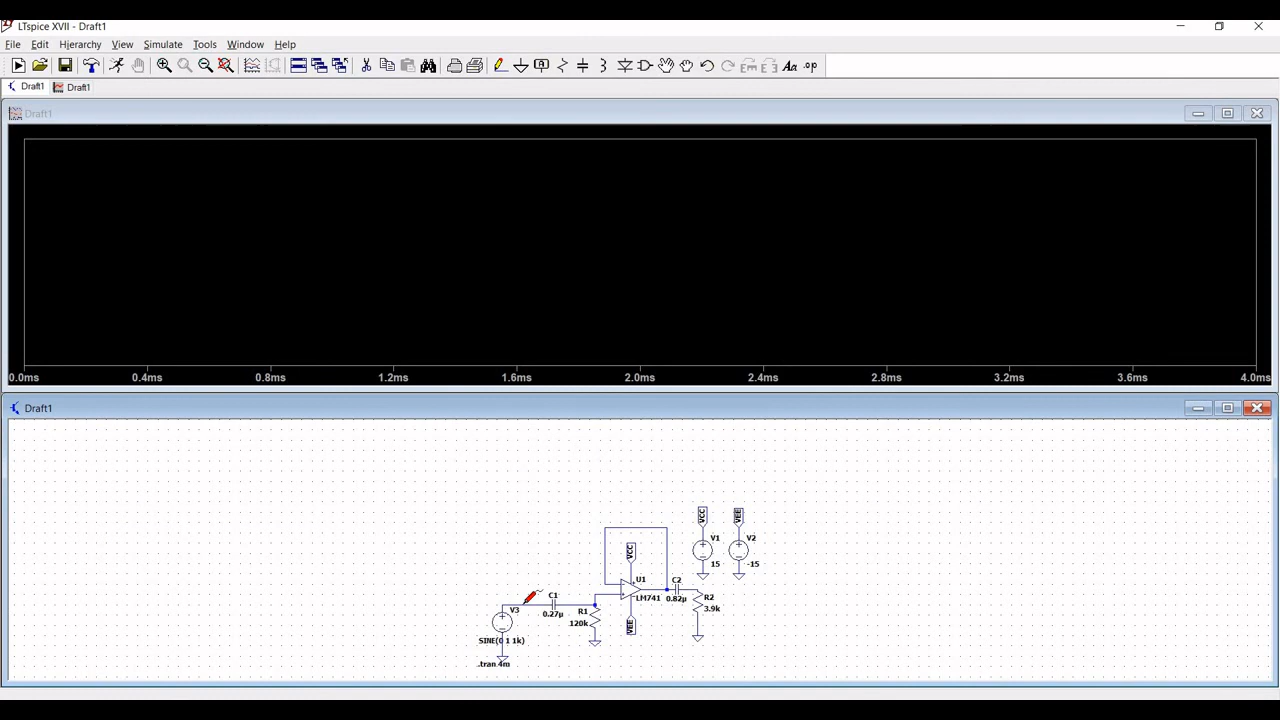 LTspice XVII - Draft1
File Edit Hierarchy View Simulate Tools Window Help
Aa .op
Draft1 Draft1
Draft1
0.0ms 0.4ms 0.8ms 1.2ms 1.6ms 2.0ms 2.4ms 2.8ms 3.2ms 3.6ms 4.0ms
Draft1
VCC VEE
V1 V2
15 -15
VCC
U1
LM741
C2
0.82µ
R2
3.9k
C1
0.27µ
R1
120k
VEE
V3
SINE(0 1 1k)
.tran 4m